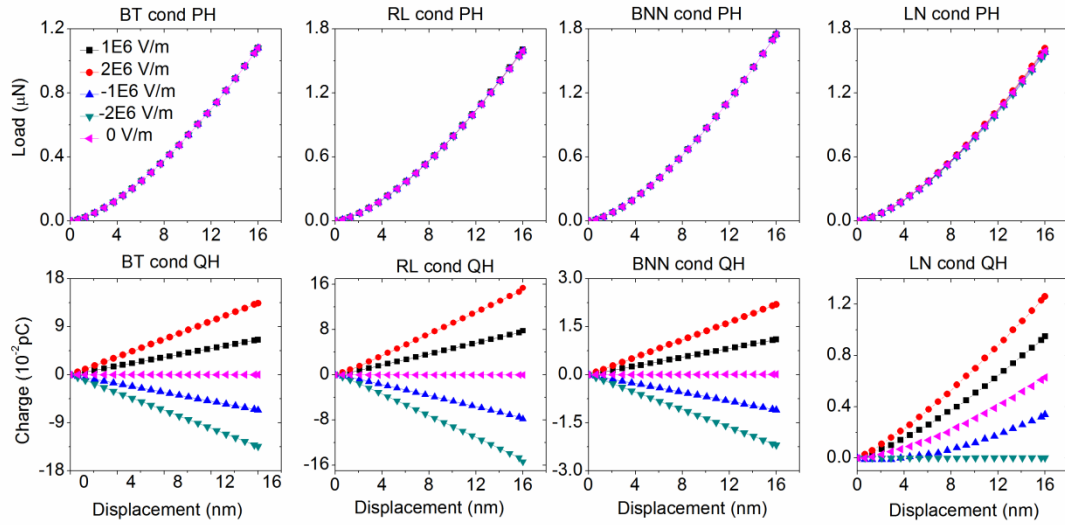 BT cond PH
RL cond PH
BNN cond PH
LN cond PH
Load (μN)
1.2
0.8
0.4
0.0
1E6 V/m
2E6 V/m
-1E6 V/m
-2E6 V/m
0 V/m
0 4 8 12 16
1.8
1.2
0.6
0.0
0 4 8 12 16
1.8
1.2
0.6
0.0
0 4 8 12 16
1.8
1.2
0.6
0.0
0 4 8 12 16
BT cond QH
RL cond QH
BNN cond QH
LN cond QH
Charge (10⁻²pC)
18
9
0
-9
-18
0 4 8 12 16
Displacement (nm)
16
8
0
-8
-16
0 4 8 12 16
Displacement (nm)
3.0
1.5
0.0
-1.5
-3.0
0 4 8 12 16
Displacement (nm)
1.2
0.8
0.4
0.0
0 4 8 12 16
Displacement (nm)